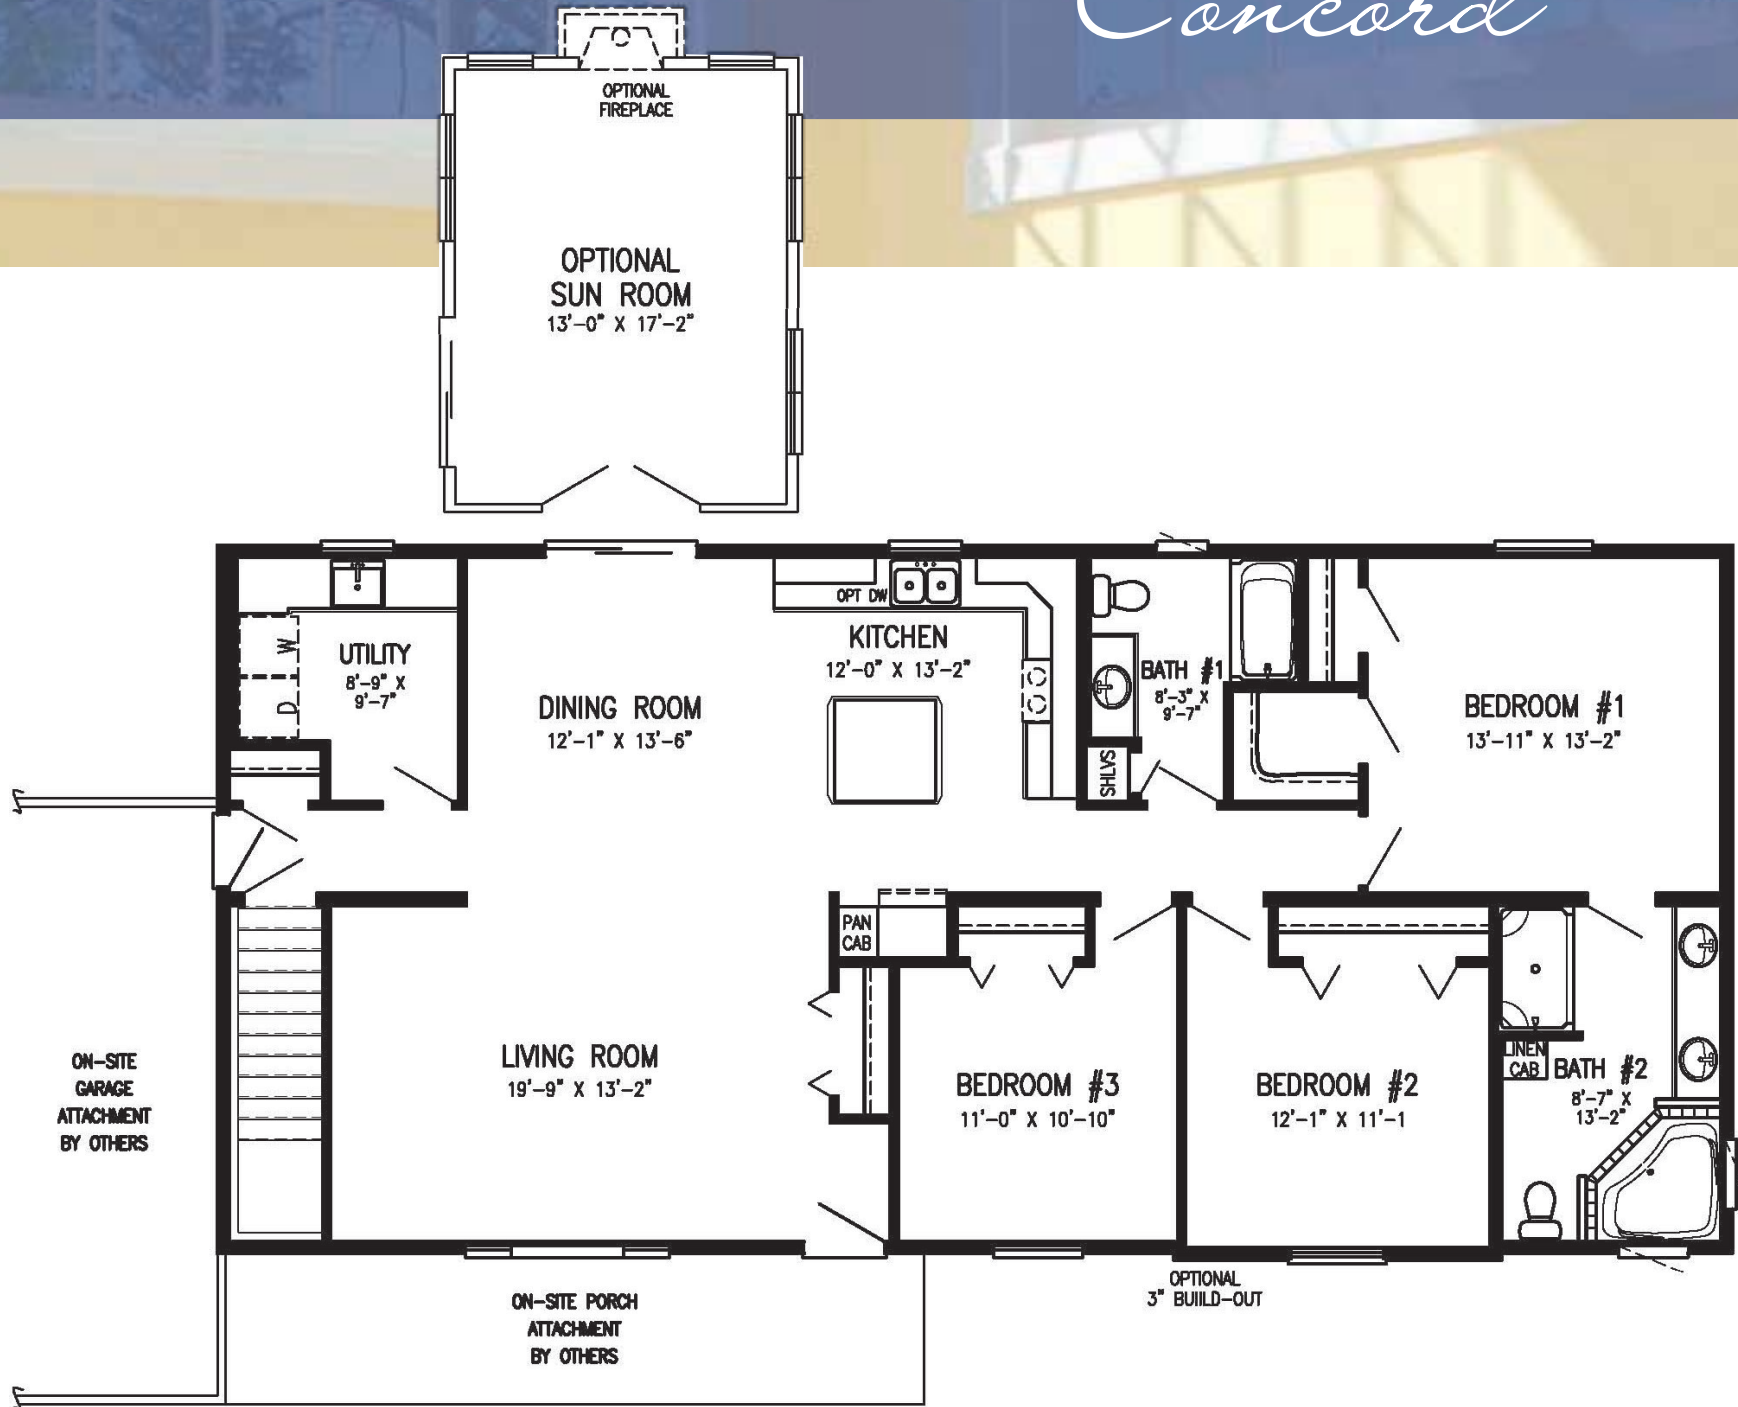 Concord
OPTIONAL
FIREPLACE
OPTIONAL
SUN ROOM
13'-0" X 17'-2"
UTILITY
8'-9" X
9'-7"
W
D
DINING ROOM
12'-1" X 13'-6"
OPT DW
KITCHEN
12'-0" X 13'-2"
BATH #1
8'-3" X
9'-7"
SHLVS
BEDROOM #1
13'-11" X 13'-2"
PAN
CAB
LIVING ROOM
19'-9" X 13'-2"
BEDROOM #3
11'-0" X 10'-10"
BEDROOM #2
12'-1" X 11'-1
LINEN
CAB
BATH #2
8'-7" X
13'-2"
ON-SITE
GARAGE
ATTACHMENT
BY OTHERS
OPTIONAL
3" BUIILD-OUT
ON-SITE PORCH
ATTACHMENT
BY OTHERS